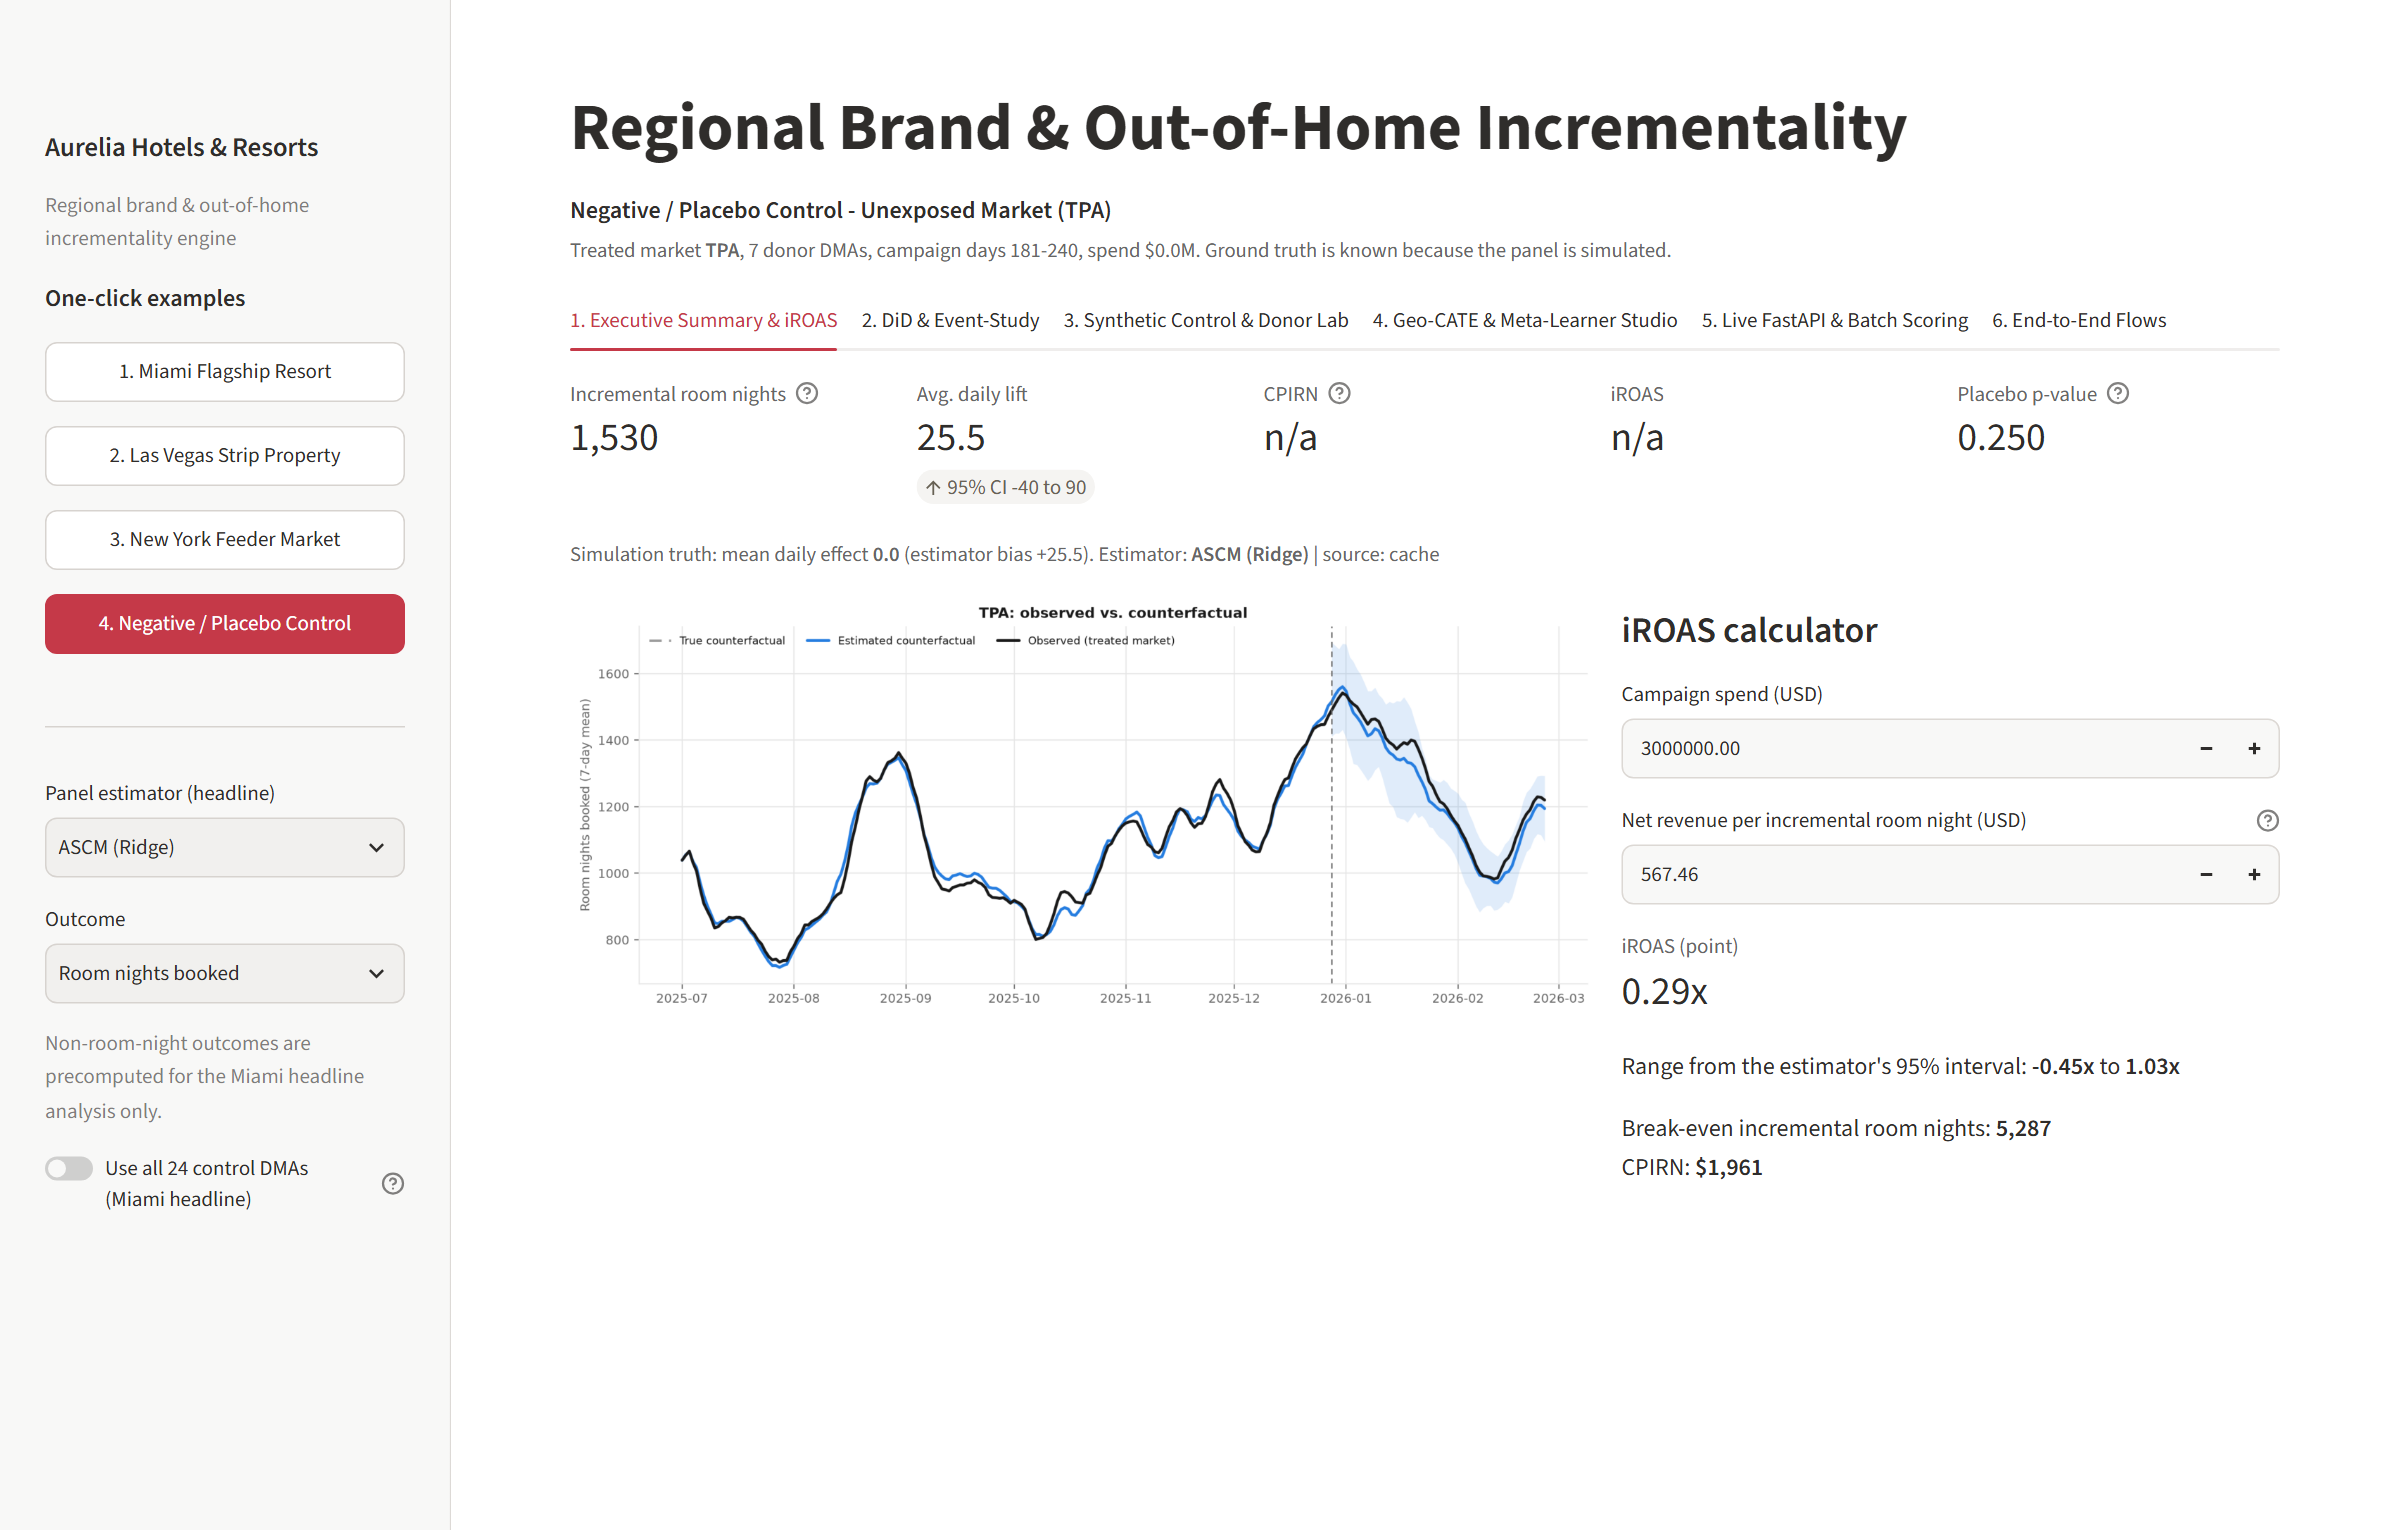 Aurelia Hotels & Resorts
Regional brand & out-of-home
incrementality engine
One-click examples
1. Miami Flagship Resort
2. Las Vegas Strip Property
3. New York Feeder Market
4. Negative / Placebo Control
Panel estimator (headline)
ASCM (Ridge)
Outcome
Room nights booked
Non-room-night outcomes are
precomputed for the Miami headline
analysis only.
Use all 24 control DMAs
(Miami headline)
Regional Brand & Out-of-Home Incrementality
Negative / Placebo Control - Unexposed Market (TPA)
Treated market TPA, 7 donor DMAs, campaign days 181-240, spend $0.0M. Ground truth is known because the panel is simulated.
1. Executive Summary & iROAS 2. DiD & Event-Study 3. Synthetic Control & Donor Lab 4. Geo-CATE & Meta-Learner Studio 5. Live FastAPI & Batch Scoring 6. End-to-End Flows
Incremental room nights
1,530
Avg. daily lift
25.5
↑ 95% CI -40 to 90
CPIRN
n/a
iROAS
n/a
Placebo p-value
0.250
Simulation truth: mean daily effect 0.0 (estimator bias +25.5). Estimator: ASCM (Ridge) | source: cache
TPA: observed vs. counterfactual
True counterfactual Estimated counterfactual Observed (treated market)
Room nights booked (7-day mean)
1600
1400
1200
1000
800
2025-07 2025-08 2025-09 2025-10 2025-11 2025-12 2026-01 2026-02 2026-03
iROAS calculator
Campaign spend (USD)
3000000.00
Net revenue per incremental room night (USD)
567.46
iROAS (point)
0.29x
Range from the estimator's 95% interval: -0.45x to 1.03x
Break-even incremental room nights: 5,287
CPIRN: $1,961